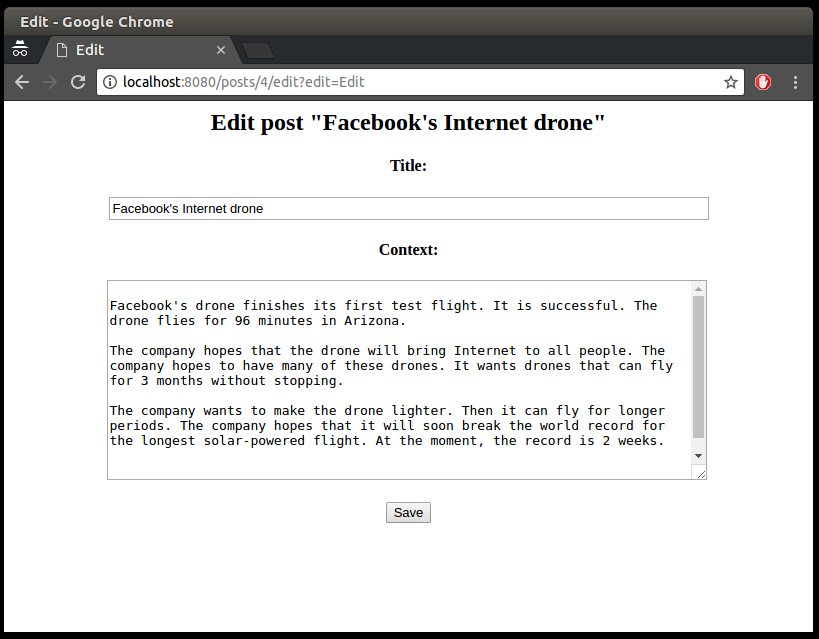 Edit - Google Chrome
Edit
localhost:8080/posts/4/edit?edit=Edit
Edit post "Facebook's Internet drone"
Title:
Facebook's Internet drone
Context:
Facebook's drone finishes its first test flight. It is successful. The
drone flies for 96 minutes in Arizona.
The company hopes that the drone will bring Internet to all people. The
company hopes to have many of these drones. It wants drones that can fly
for 3 months without stopping.
The company wants to make the drone lighter. Then it can fly for longer
periods. The company hopes that it will soon break the world record for
the longest solar-powered flight. At the moment, the record is 2 weeks.
Save